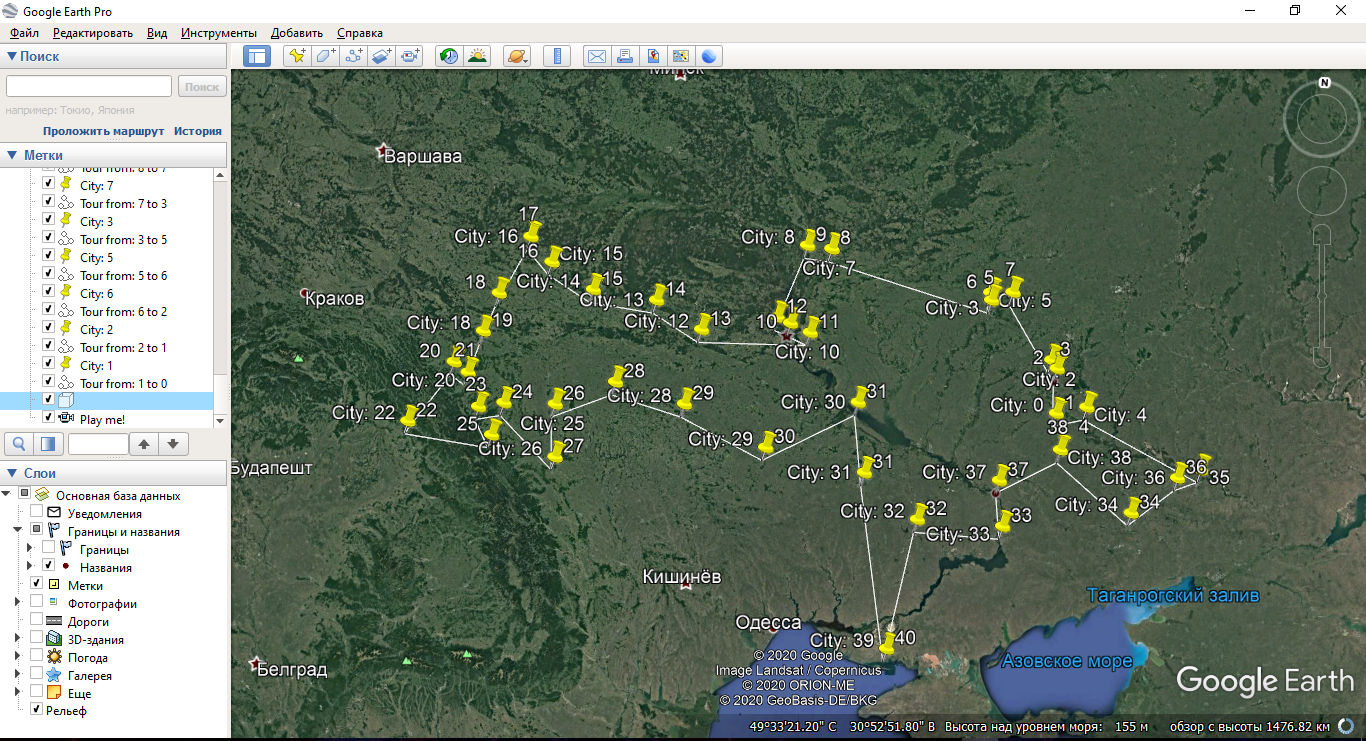 Google Earth Pro
Файл Редактировать Вид Инструменты Добавить Справка
Поиск
Поиск
например: Токио, Япония
Проложить маршрут История
Метки
Tour from: 8 to 7
City: 7
Tour from: 7 to 3
City: 3
Tour from: 3 to 5
City: 5
Tour from: 5 to 6
City: 6
Tour from: 6 to 2
City: 2
Tour from: 2 to 1
City: 1
Tour from: 1 to 0
Play me!
Слои
Основная база данных
Уведомления
Границы и названия
Границы
Названия
Метки
Фотографии
Дороги
3D-здания
Погода
Галерея
Еще
Рельеф
Минск
N
Варшава
17
City: 16
16
City: 15
City: 8 9 8
City: 7
18
City: 14 15
Краков
City: 13 14
6 5 7
City: 3 City: 5
City: 18 19
City: 12 13
10 12 11
City: 10
20 21
2 3
City: 20 23
City: 2
28
City: 28 29
24
26
City: 22 22
25 City: 25
City: 30 31
City: 0 1 City: 4
38 4
City: 26 27
City: 29 30
City: 38
Будапешт
City: 31 31
City: 37 37
City: 36 36 35
City: 32 32
City: 33 33
City: 34 34
Кишинёв
Таганрогский залив
Одесса
City: 39 40
Азовское море
Белград
© 2020 Google
Image Landsat / Copernicus
© 2020 ORION-ME
© 2020 GeoBasis-DE/BKG
Google Earth
49°33'21.20" С 30°52'51.80" В Высота над уровнем моря: 155 м обзор с высоты 1476.82 км